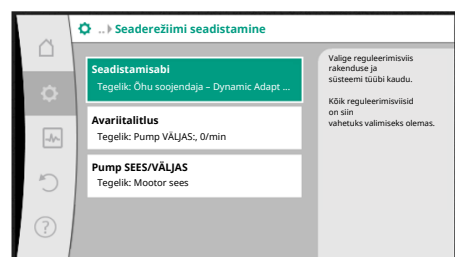 ..▸ Seaderežiimi seadistamine
Seadistamisabi
Tegelik: Õhu soojendaja – Dynamic Adapt ...
Avariitalitlus
Tegelik: Pump VÄLJAS:, 0/min
Pump SEES/VÄLJAS
Tegelik: Mootor sees
Valige reguleerimisviis
rakenduse ja
süsteemi tüübi kaudu.
Kõik reguleerimisviisid
on siin
vahetuks valimiseks olemas.